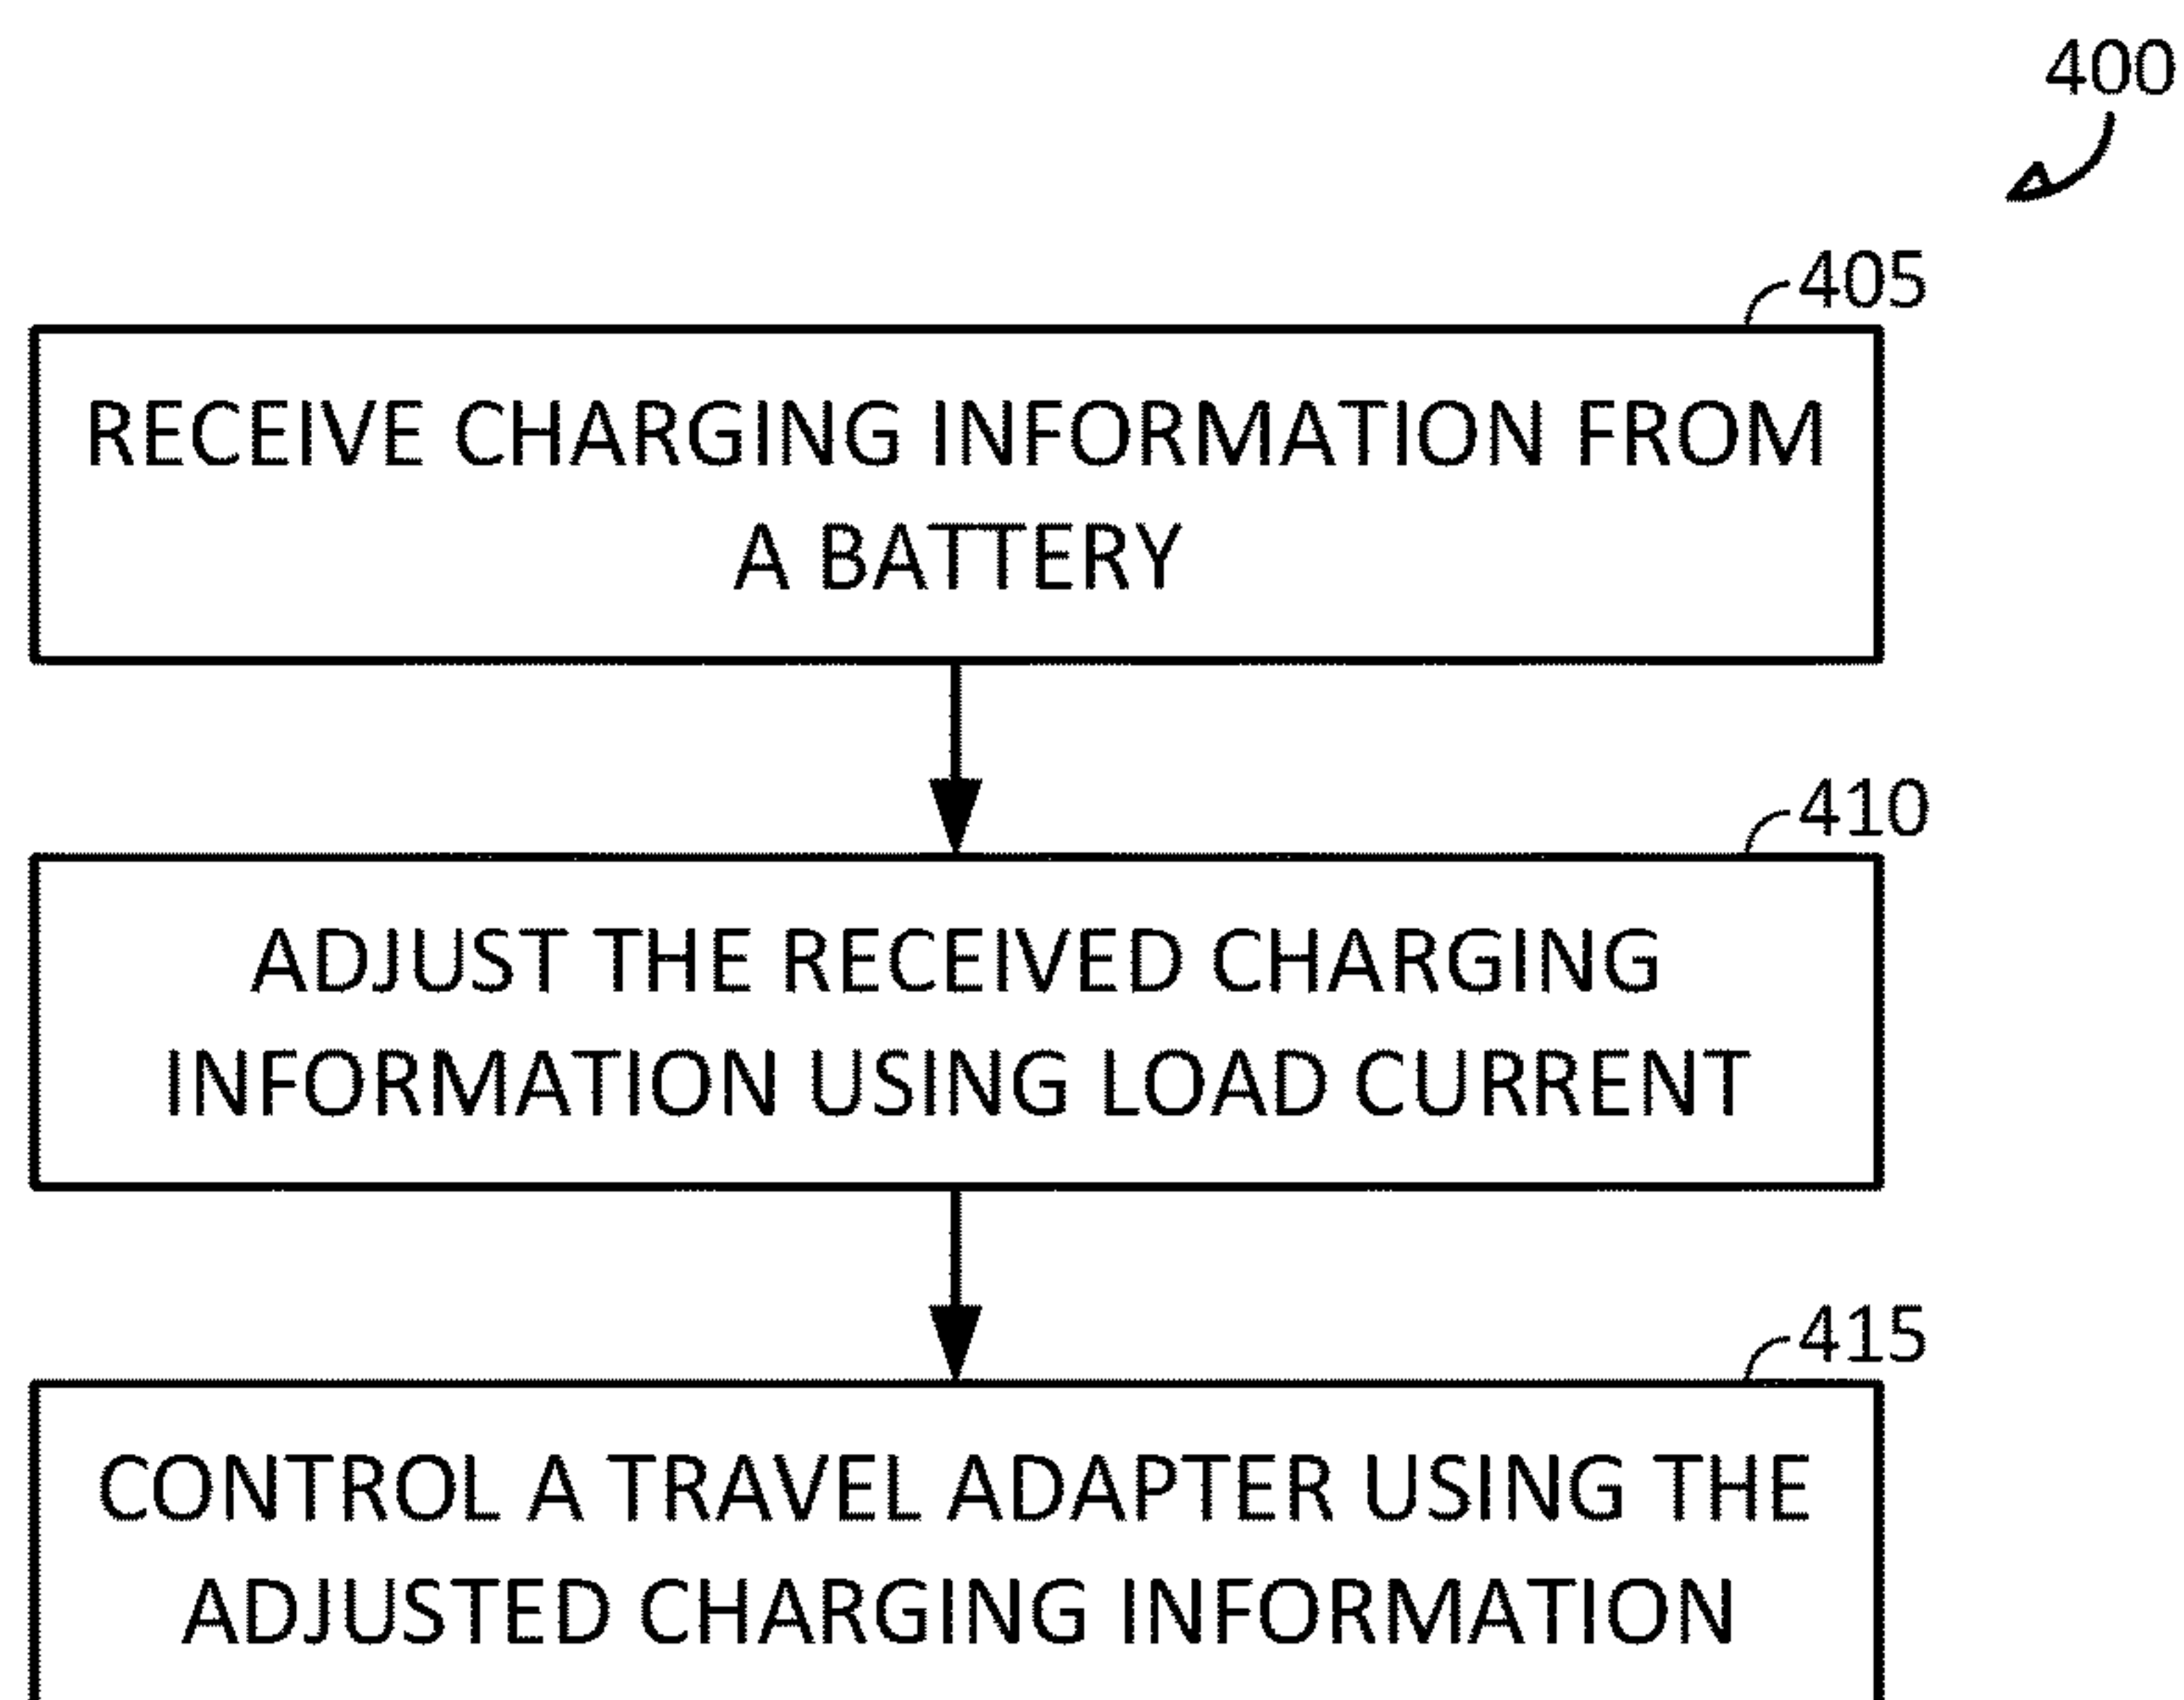 400
405
RECEIVE CHARGING INFORMATION FROM
A BATTERY
410
ADJUST THE RECEIVED CHARGING
INFORMATION USING LOAD CURRENT
415
CONTROL A TRAVEL ADAPTER USING THE
ADJUSTED CHARGING INFORMATION